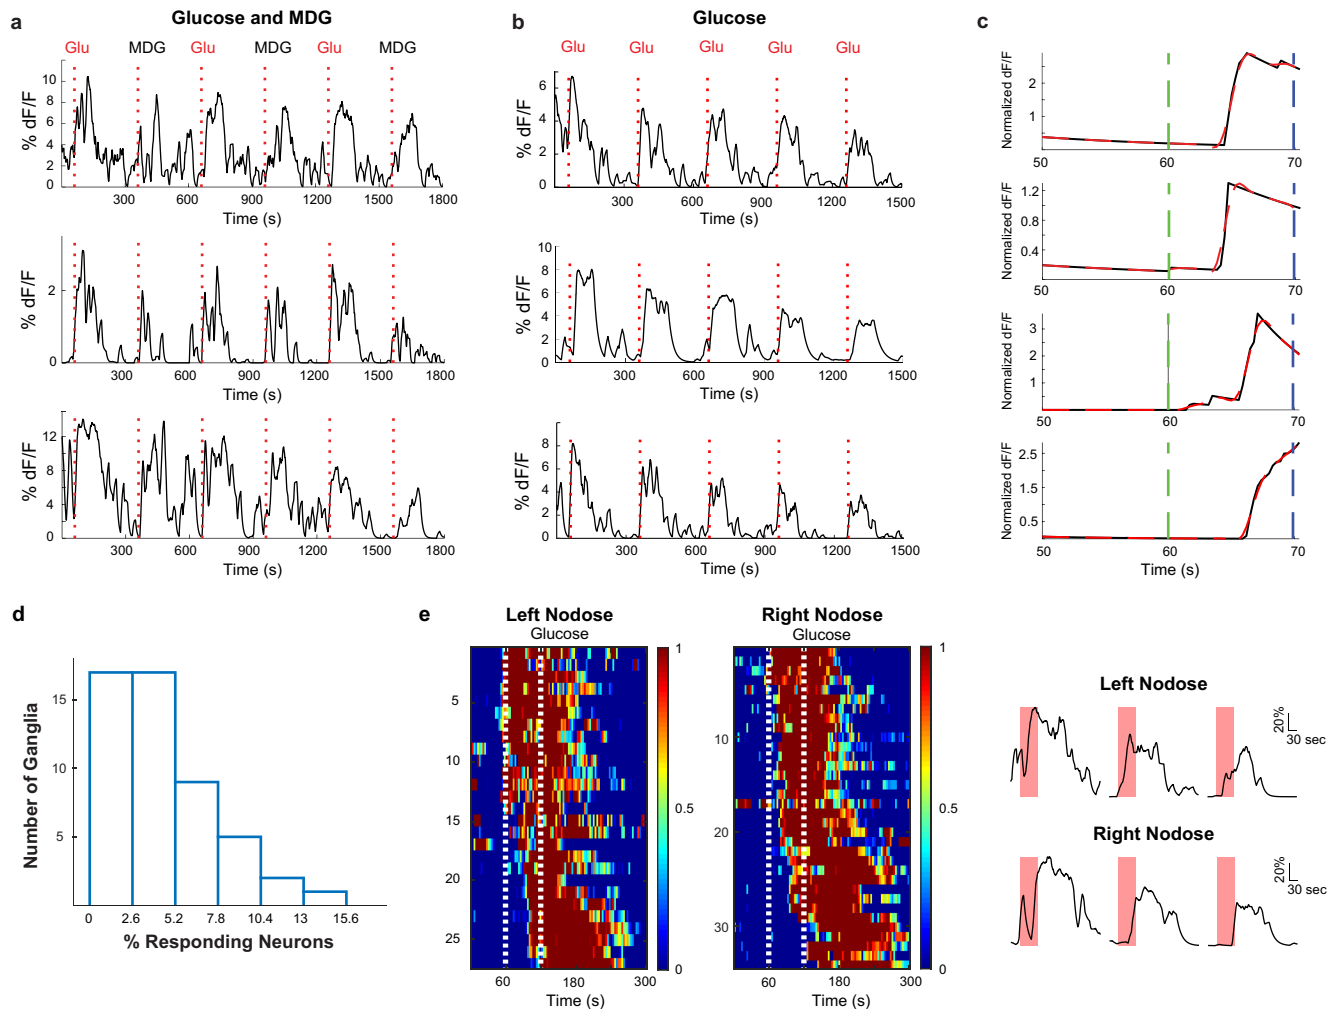 a
Glucose and MDG
Glu MDG Glu MDG Glu MDG
% dF/F
10
8
6
4
2
0
300 600 900 1200 1500 1800
Time (s)
% dF/F
2
0
300 600 900 1200 1500 1800
Time (s)
% dF/F
12
8
4
0
300 600 900 1200 1500 1800
Time (s)
b
Glucose
Glu Glu Glu Glu Glu
% dF/F
6
4
2
0
300 600 900 1200 1500
Time (s)
% dF/F
10
8
6
4
2
0
300 600 900 1200 1500
Time (s)
% dF/F
8
6
4
2
0
300 600 900 1200 1500
Time (s)
c
Normalized dF/F
2
1
50 60 70
Normalized dF/F
1.2
0.8
0.4
50 60 70
Normalized dF/F
3
2
1
50 60 70
Normalized dF/F
2.5
1.5
0.5
50 60 70
Time (s)
d
Number of Ganglia
15
10
5
0 2.6 5.2 7.8 10.4 13 15.6
% Responding Neurons
e
Left Nodose
Glucose
5
10
15
20
25
60 180 300
Time (s)
1
0.5
0
Right Nodose
Glucose
10
20
30
60 180 300
Time (s)
1
0.5
0
Left Nodose
20%
30 sec
Right Nodose
20%
30 sec